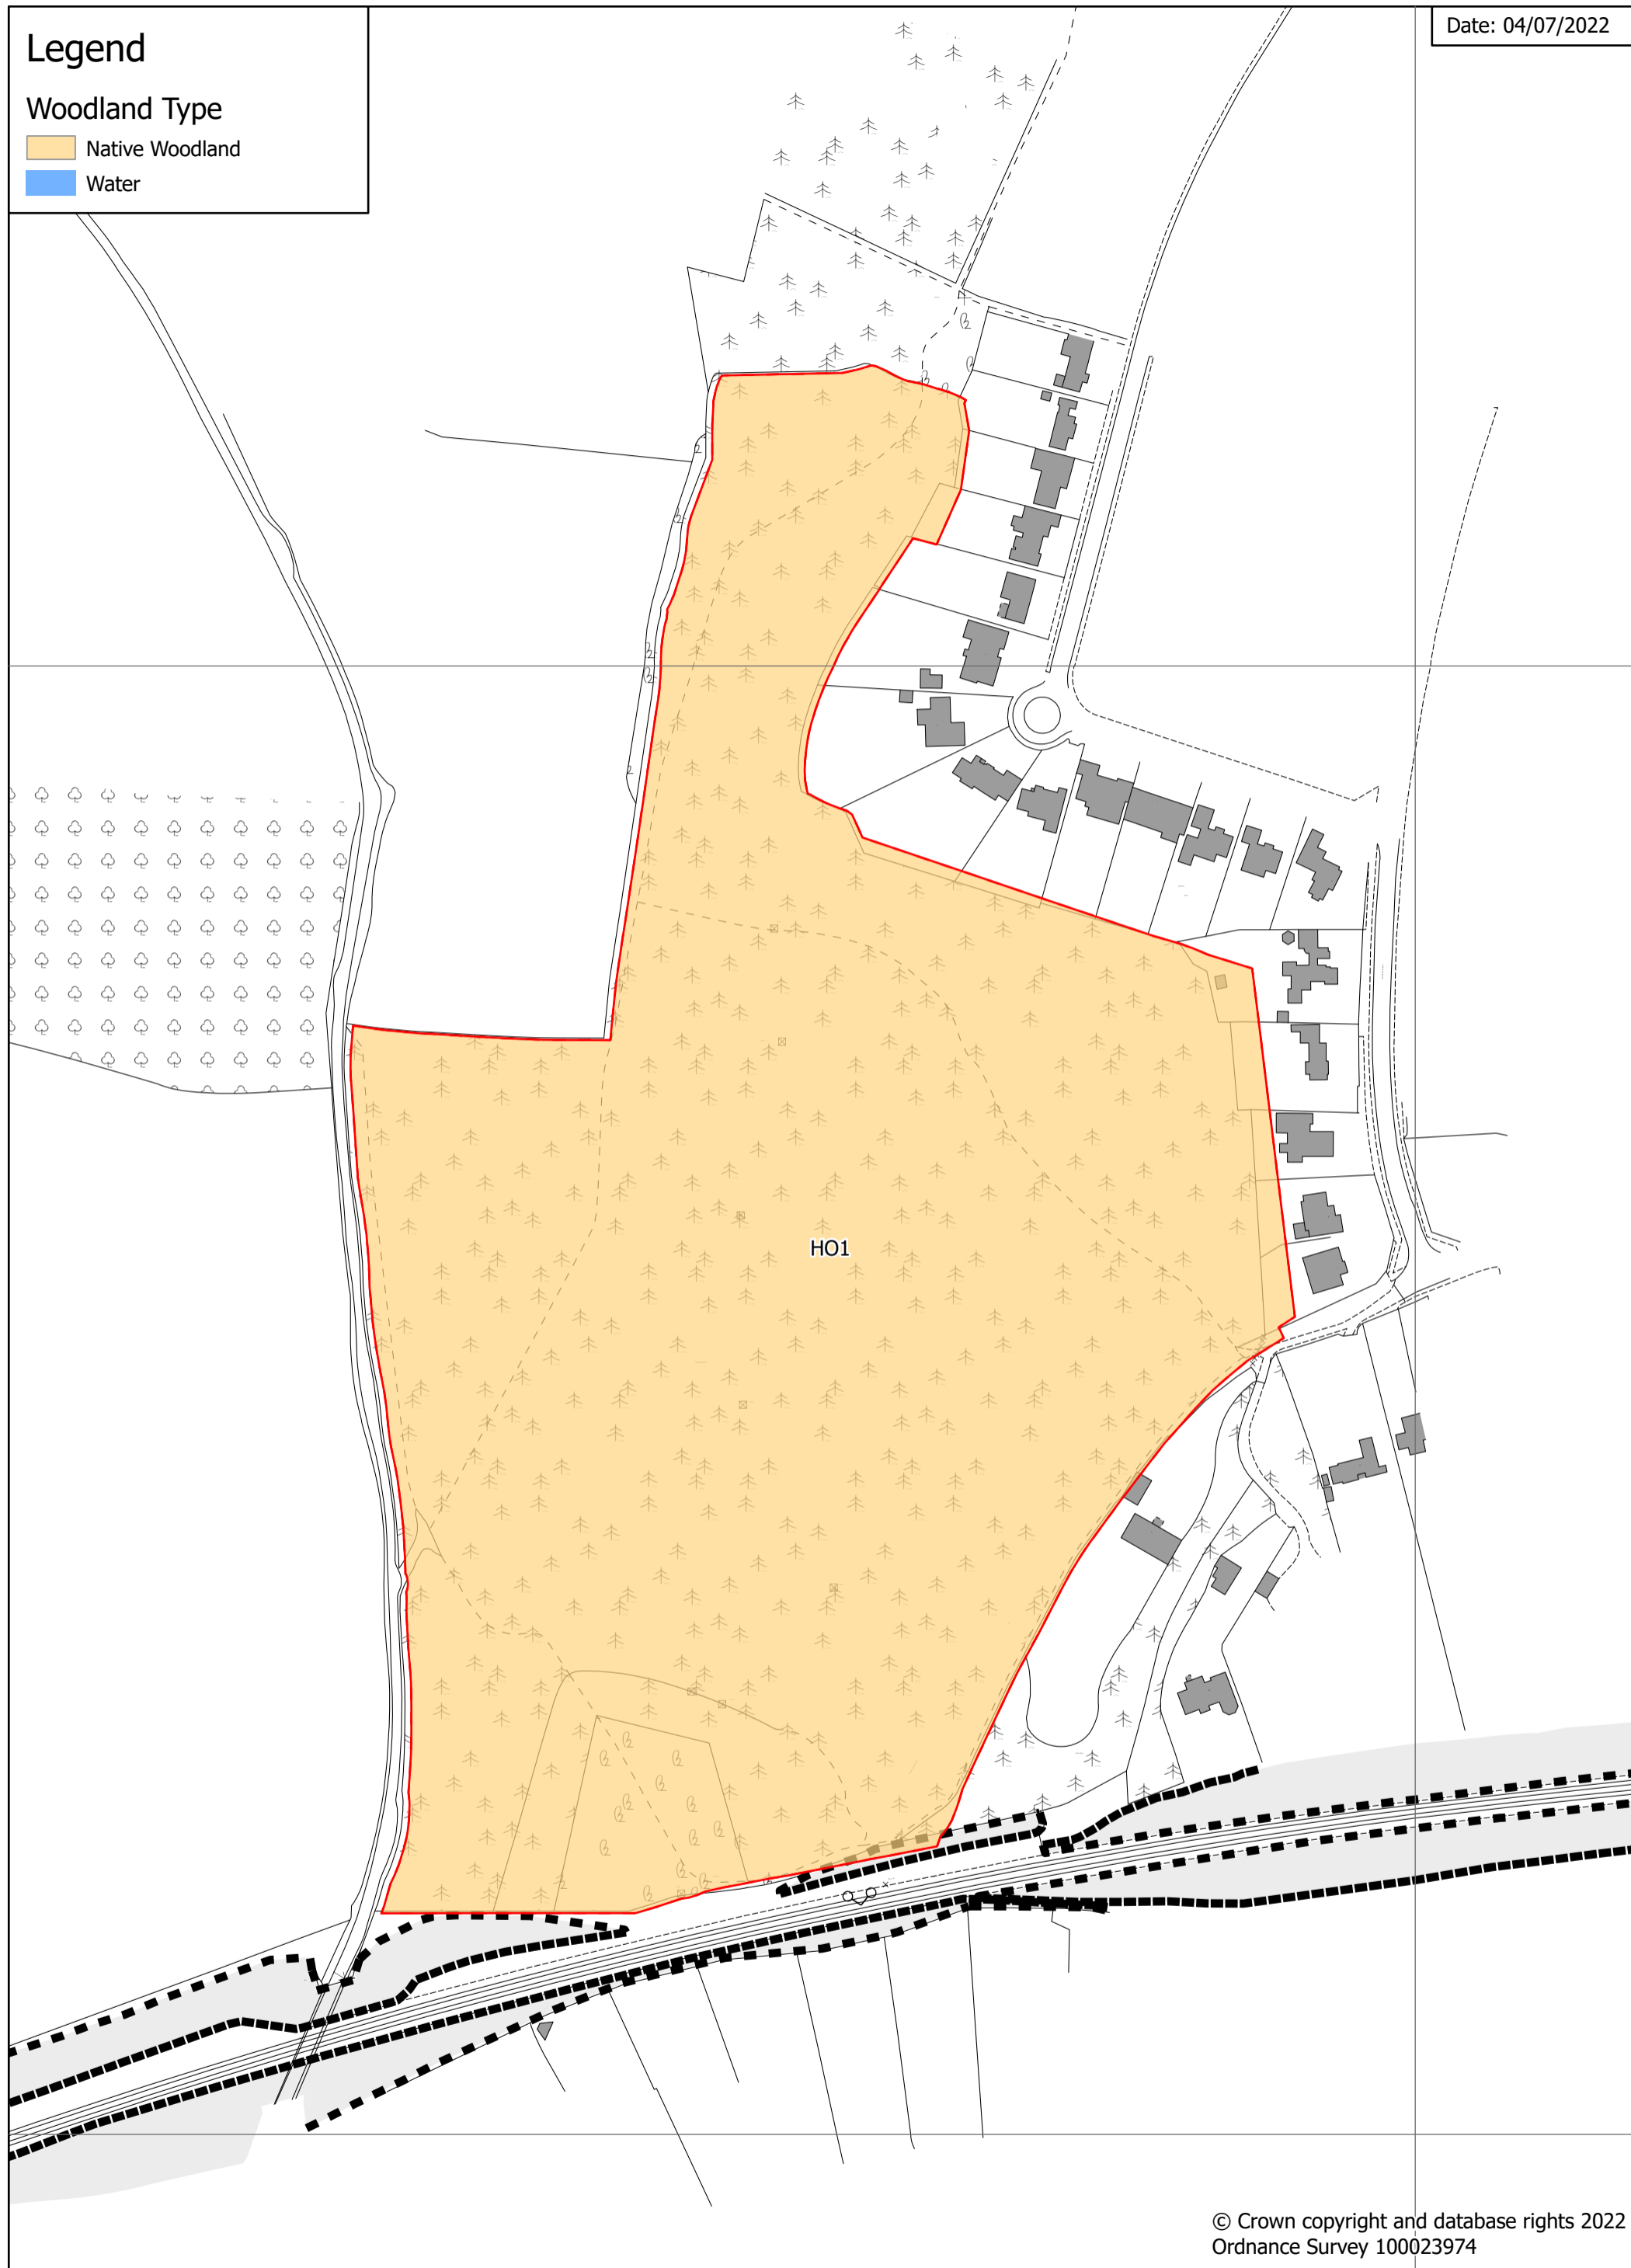 Legend
Woodland Type
Native Woodland
Water
Date: 04/07/2022
HO1
© Crown copyright and database rights 2022
Ordnance Survey 100023974